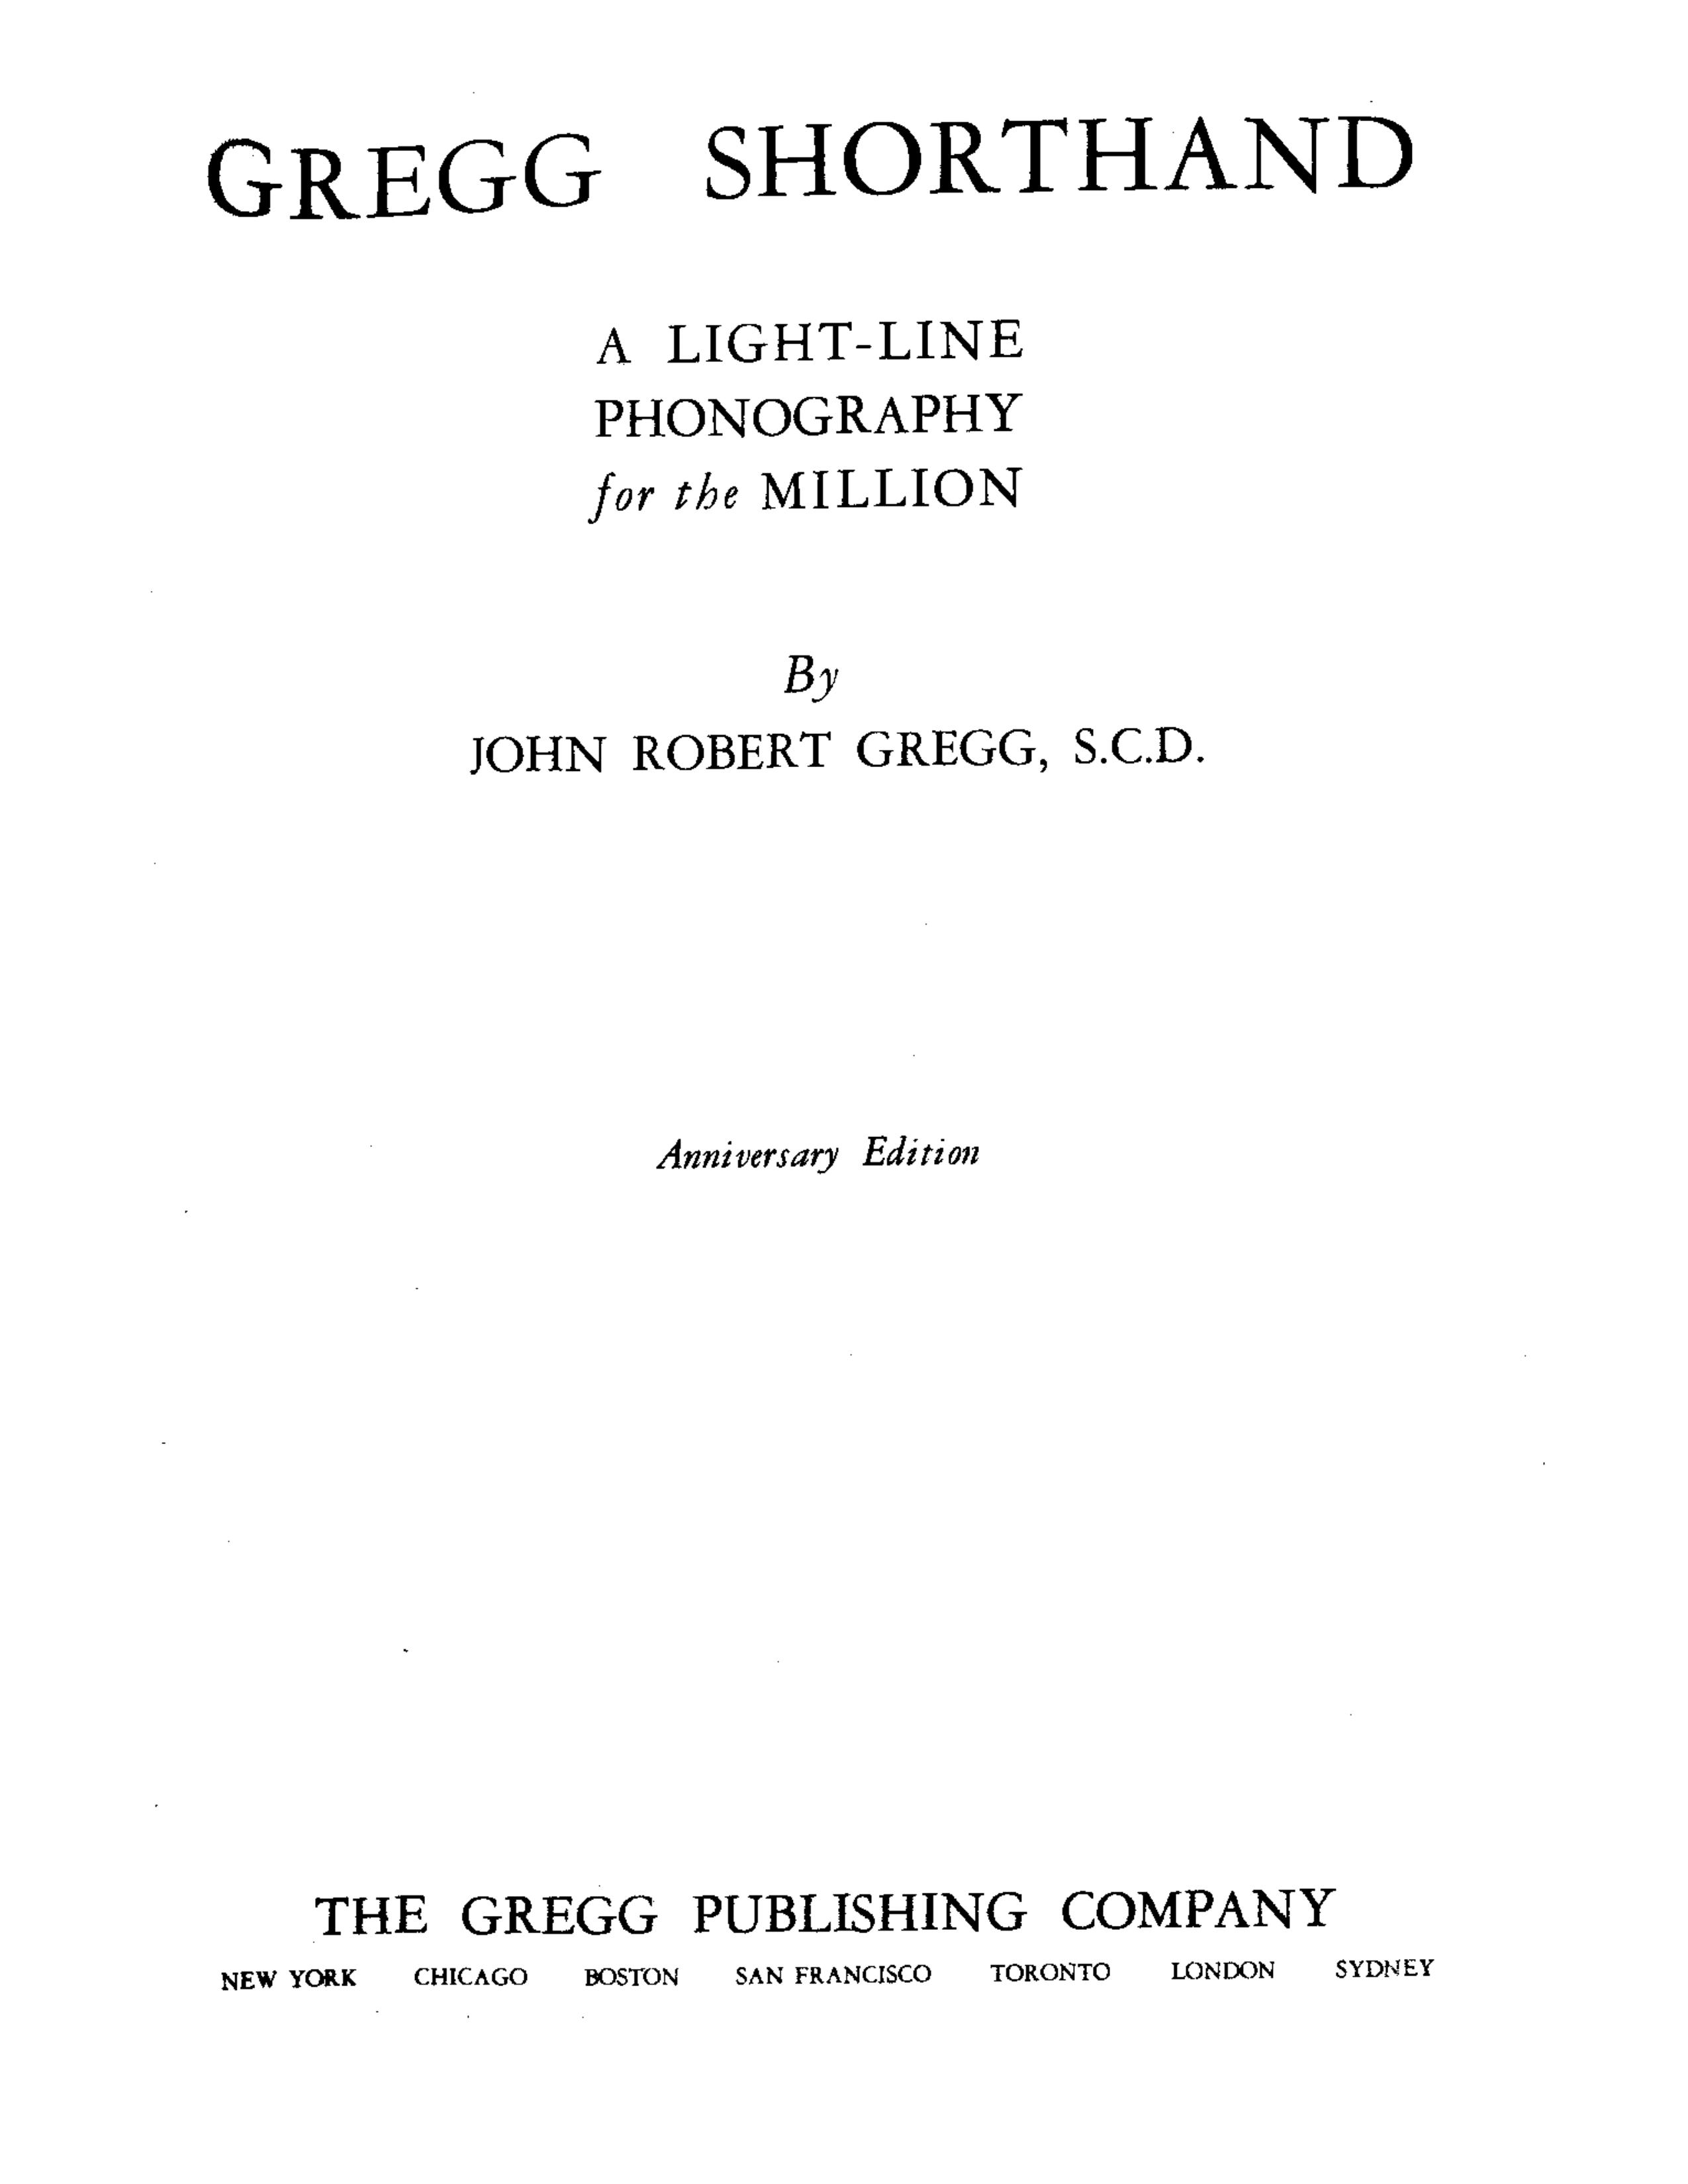 GREGG SHORTHAND
A LIGHT-LINE
PHONOGRAPHY
for the MILLION
By
JOHN ROBERT GREGG, S.C.D.
Anniversary Edition
THE GREGG PUBLISHING COMPANY
NEW YORK CHICAGO BOSTON SAN FRANCISCO TORONTO LONDON SYDNEY